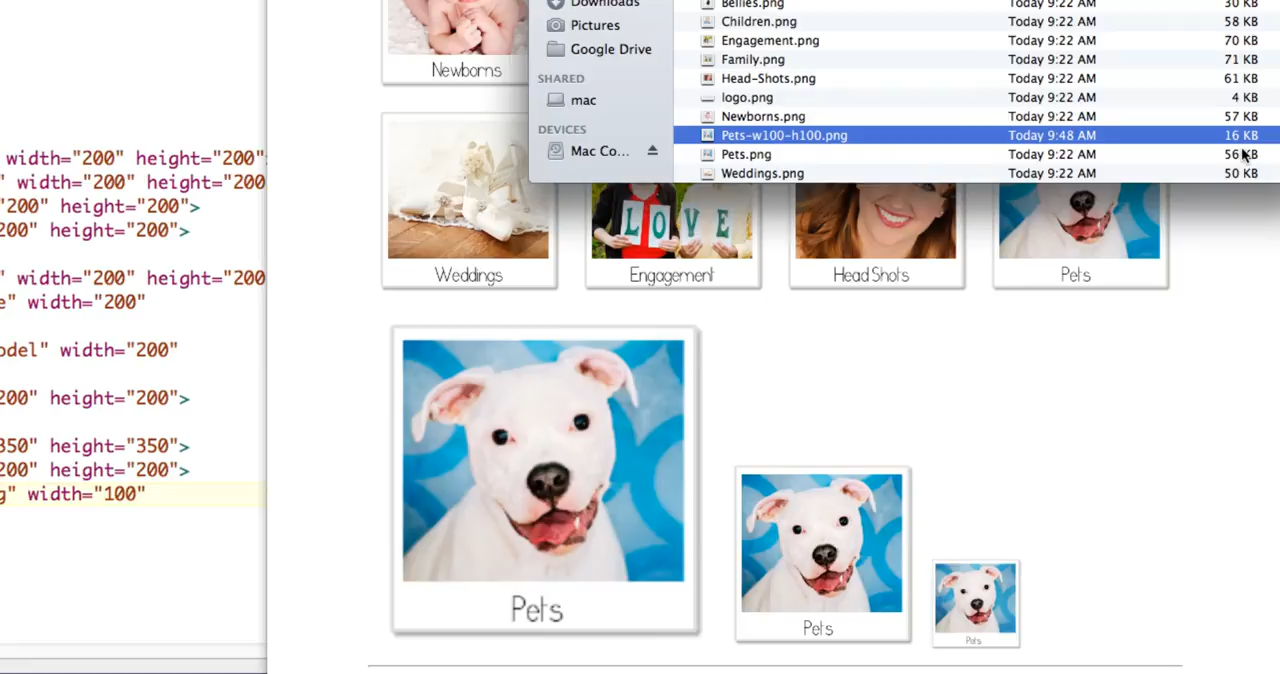 Downloads
Pictures
Google Drive
SHARED
mac
DEVICES
Mac Co...
Bellies.png Today 9:22 AM 30 KB
Children.png Today 9:22 AM 58 KB
Engagement.png Today 9:22 AM 70 KB
Family.png Today 9:22 AM 71 KB
Head-Shots.png Today 9:22 AM 61 KB
logo.png Today 9:22 AM 4 KB
Newborns.png Today 9:22 AM 57 KB
Pets-w100-h100.png Today 9:48 AM 16 KB
Pets.png Today 9:22 AM 56 KB
Weddings.png Today 9:22 AM 50 KB
width="200" height="200"
" width="200" height="200
="200" height="200">
00" height="200">
" width="200" height="200
e" width="200"
odel" width="200"
200" height="200">
350" height="350">
200" height="200">
g" width="100"
Newborns
LOVE
Weddings Engagement Head Shots Pets
Pets
Pets
Pets